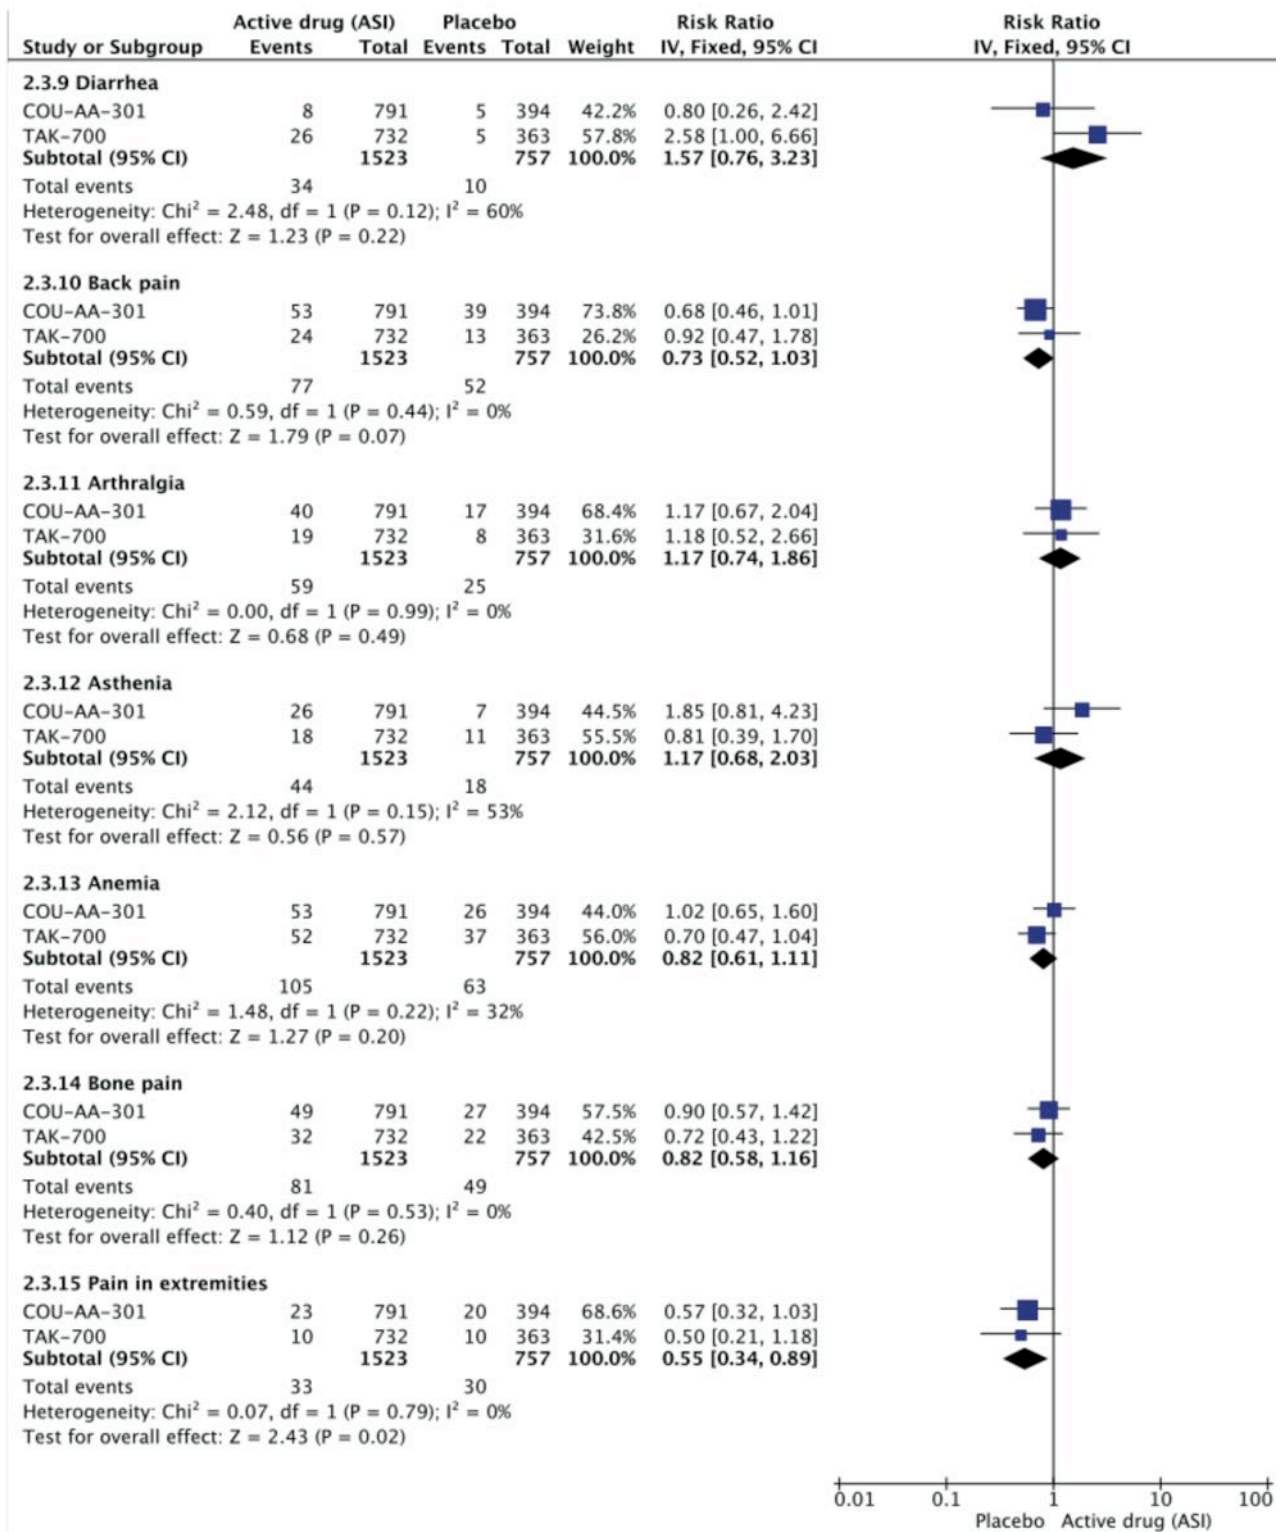 Active drug (ASI) Placebo Risk Ratio Risk Ratio
Study or Subgroup Events Total Events Total Weight IV, Fixed, 95% CI IV, Fixed, 95% CI
2.3.9 Diarrhea
COU-AA-301 8 791 5 394 42.2% 0.80 [0.26, 2.42]
TAK-700 26 732 5 363 57.8% 2.58 [1.00, 6.66]
Subtotal (95% CI) 1523 757 100.0% 1.57 [0.76, 3.23]
Total events 34 10
Heterogeneity: Chi² = 2.48, df = 1 (P = 0.12); I² = 60%
Test for overall effect: Z = 1.23 (P = 0.22)
2.3.10 Back pain
COU-AA-301 53 791 39 394 73.8% 0.68 [0.46, 1.01]
TAK-700 24 732 13 363 26.2% 0.92 [0.47, 1.78]
Subtotal (95% CI) 1523 757 100.0% 0.73 [0.52, 1.03]
Total events 77 52
Heterogeneity: Chi² = 0.59, df = 1 (P = 0.44); I² = 0%
Test for overall effect: Z = 1.79 (P = 0.07)
2.3.11 Arthralgia
COU-AA-301 40 791 17 394 68.4% 1.17 [0.67, 2.04]
TAK-700 19 732 8 363 31.6% 1.18 [0.52, 2.66]
Subtotal (95% CI) 1523 757 100.0% 1.17 [0.74, 1.86]
Total events 59 25
Heterogeneity: Chi² = 0.00, df = 1 (P = 0.99); I² = 0%
Test for overall effect: Z = 0.68 (P = 0.49)
2.3.12 Asthenia
COU-AA-301 26 791 7 394 44.5% 1.85 [0.81, 4.23]
TAK-700 18 732 11 363 55.5% 0.81 [0.39, 1.70]
Subtotal (95% CI) 1523 757 100.0% 1.17 [0.68, 2.03]
Total events 44 18
Heterogeneity: Chi² = 2.12, df = 1 (P = 0.15); I² = 53%
Test for overall effect: Z = 0.56 (P = 0.57)
2.3.13 Anemia
COU-AA-301 53 791 26 394 44.0% 1.02 [0.65, 1.60]
TAK-700 52 732 37 363 56.0% 0.70 [0.47, 1.04]
Subtotal (95% CI) 1523 757 100.0% 0.82 [0.61, 1.11]
Total events 105 63
Heterogeneity: Chi² = 1.48, df = 1 (P = 0.22); I² = 32%
Test for overall effect: Z = 1.27 (P = 0.20)
2.3.14 Bone pain
COU-AA-301 49 791 27 394 57.5% 0.90 [0.57, 1.42]
TAK-700 32 732 22 363 42.5% 0.72 [0.43, 1.22]
Subtotal (95% CI) 1523 757 100.0% 0.82 [0.58, 1.16]
Total events 81 49
Heterogeneity: Chi² = 0.40, df = 1 (P = 0.53); I² = 0%
Test for overall effect: Z = 1.12 (P = 0.26)
2.3.15 Pain in extremities
COU-AA-301 23 791 20 394 68.6% 0.57 [0.32, 1.03]
TAK-700 10 732 10 363 31.4% 0.50 [0.21, 1.18]
Subtotal (95% CI) 1523 757 100.0% 0.55 [0.34, 0.89]
Total events 33 30
Heterogeneity: Chi² = 0.07, df = 1 (P = 0.79); I² = 0%
Test for overall effect: Z = 2.43 (P = 0.02)
0.01 0.1 1 10 100
Placebo Active drug (ASI)